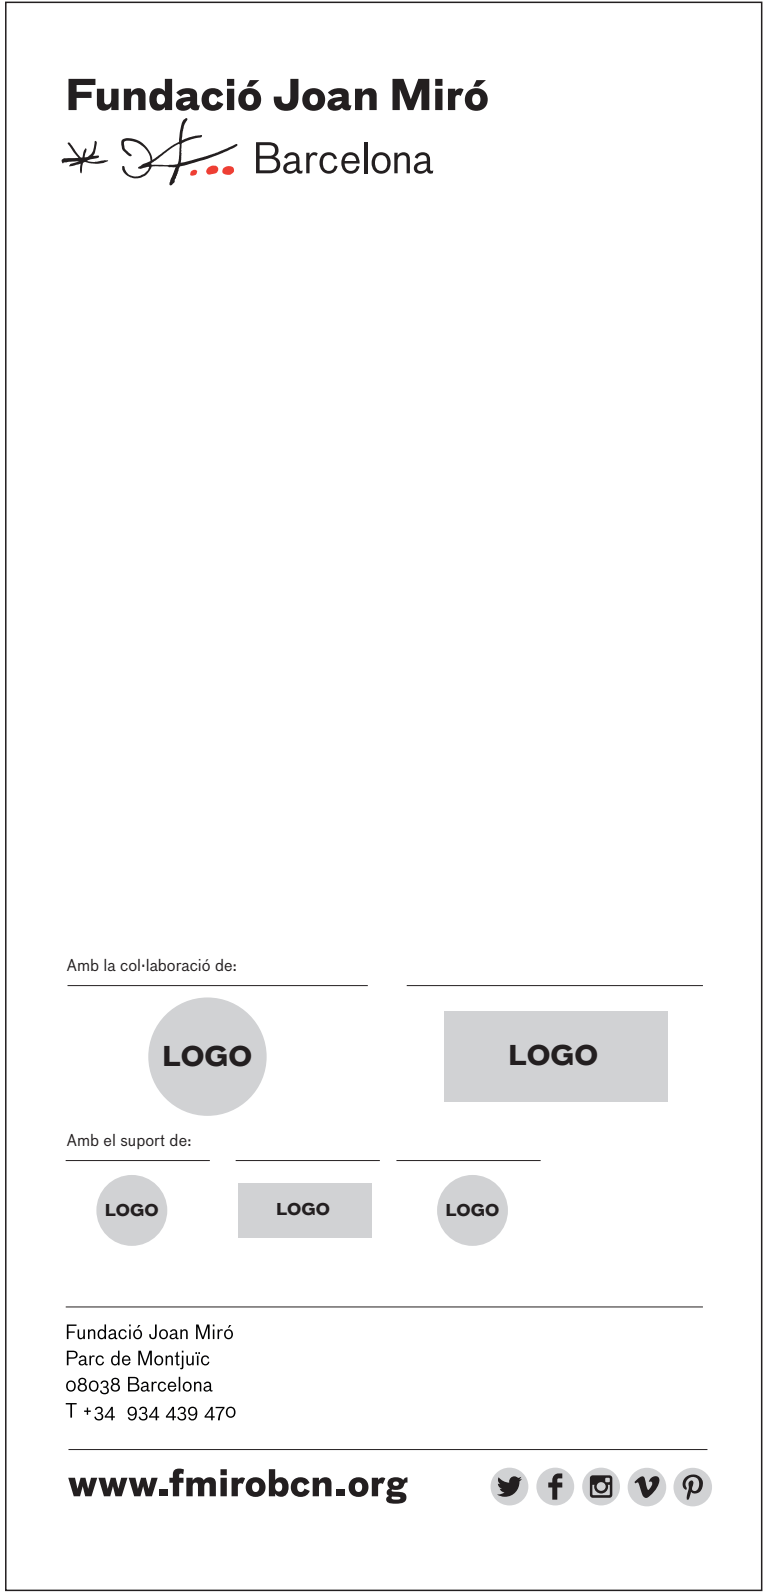 Fundació Joan Miró
Barcelona
Amb la col·laboració de:
LOGO
LOGO
Amb el suport de:
LOGO
LOGO
LOGO
Fundació Joan Miró
Parc de Montjuïc
08038 Barcelona
T +34 934 439 470
www.fmirobcn.org